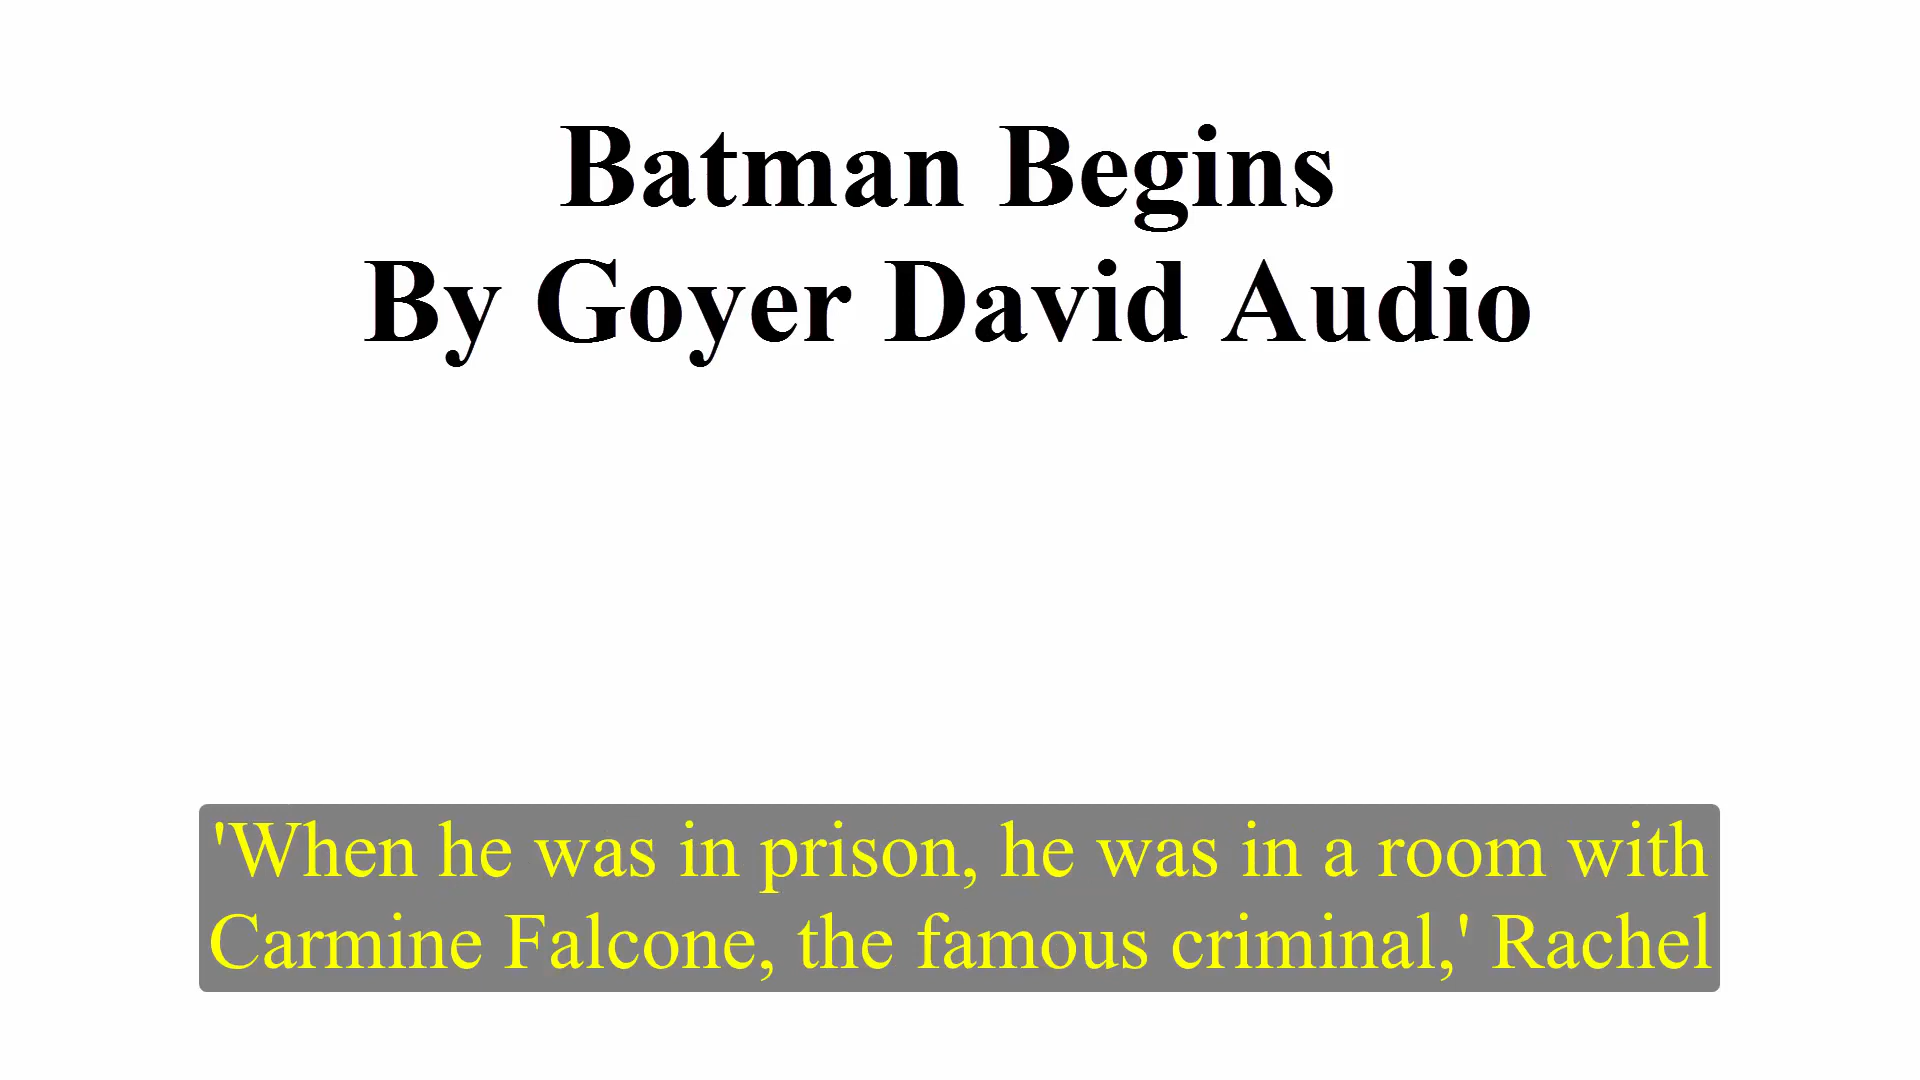 Batman Begins
By Goyer David Audio
'When he was in prison, he was in a room with
Carmine Falcone, the famous criminal,' Rachel